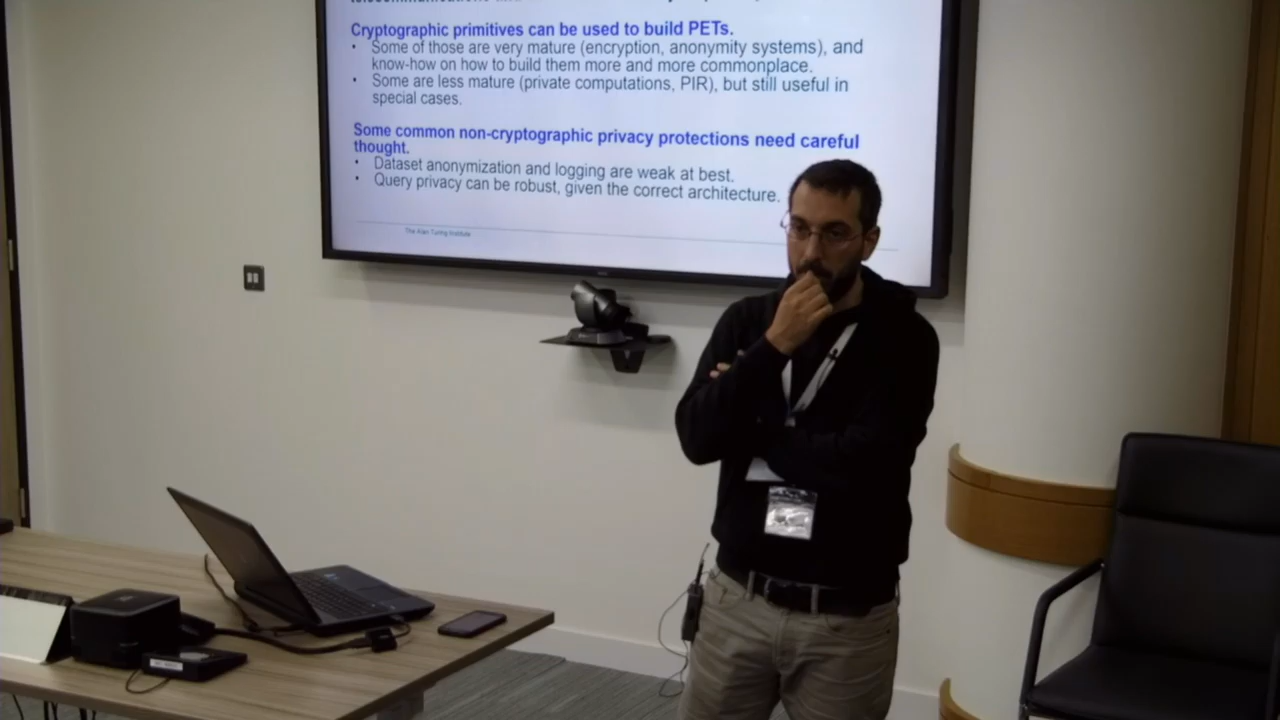 Cryptographic primitives can be used to build PETs.
• Some of those are very mature (encryption, anonymity systems), and
know-how on how to build them more and more commonplace.
• Some are less mature (private computations, PIR), but still useful in
special cases.
Some common non-cryptographic privacy protections need careful
thought.
• Dataset anonymization and logging are weak at best.
• Query privacy can be robust, given the correct architecture.
The Alan Turing Institute